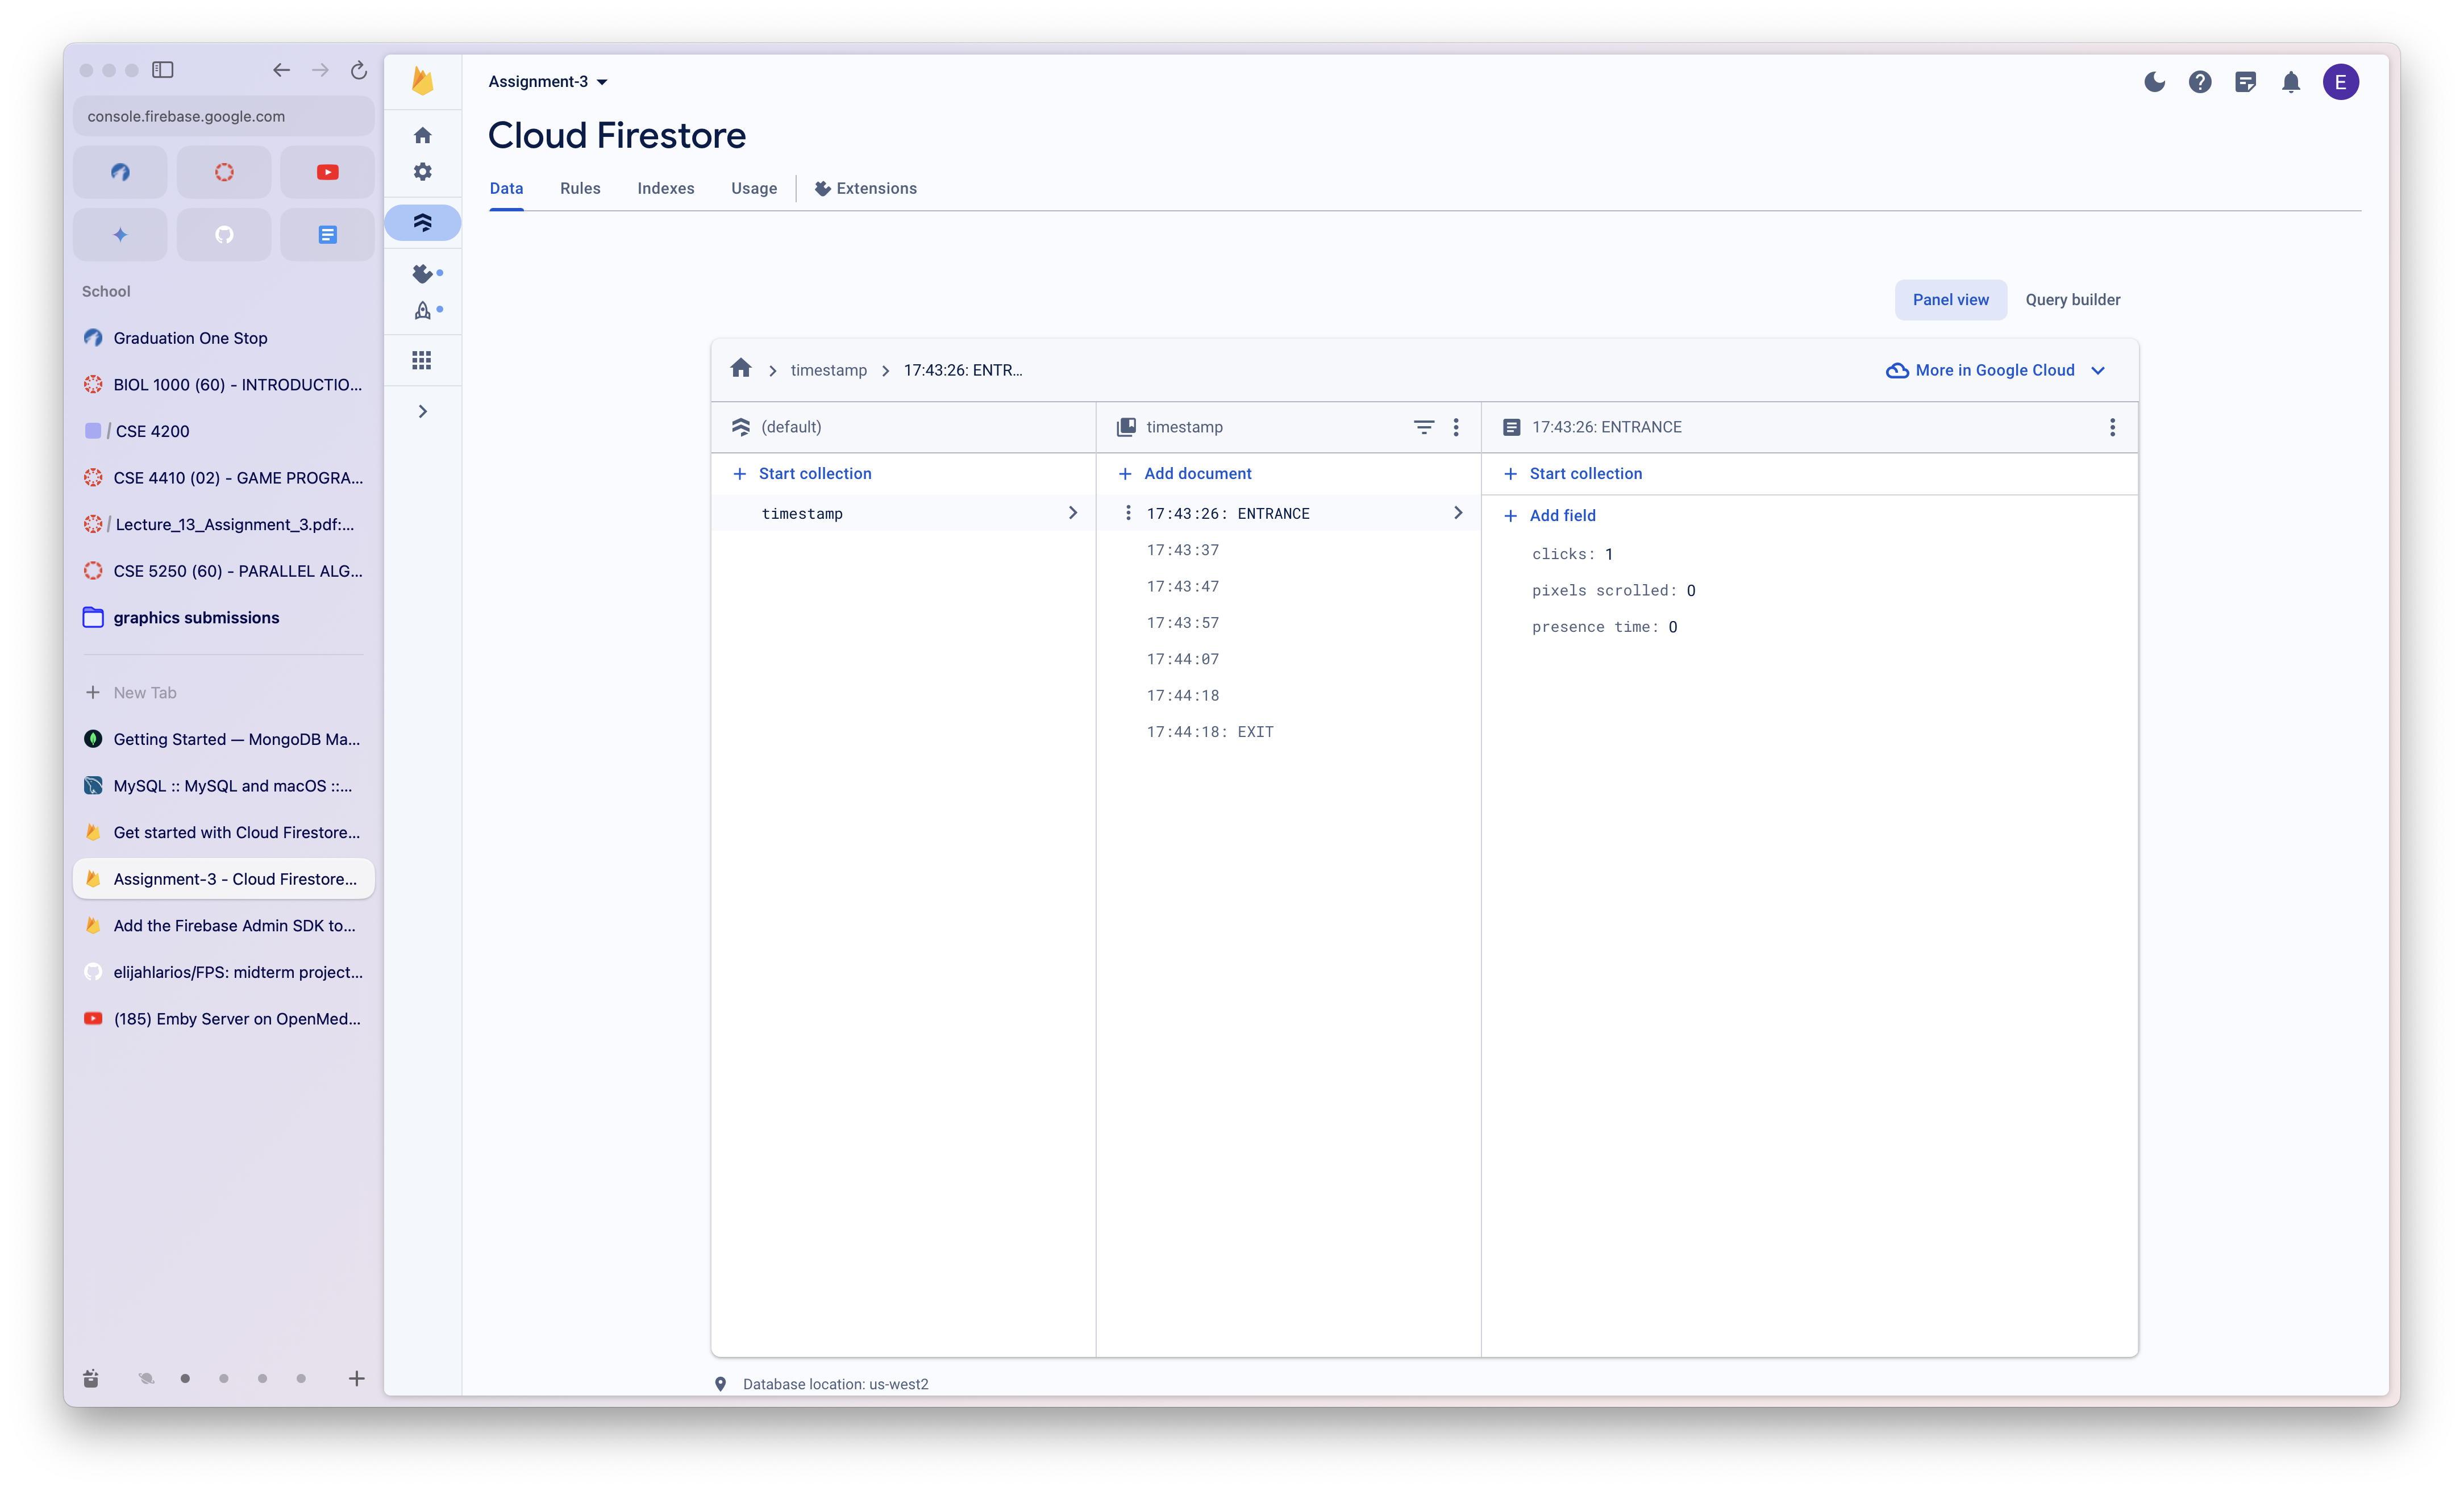 console.firebase.google.com
School
Graduation One Stop
BIOL 1000 (60) - INTRODUCTIO...
/ CSE 4200
CSE 4410 (02) - GAME PROGRA...
/ Lecture_13_Assignment_3.pdf:...
CSE 5250 (60) - PARALLEL ALG...
graphics submissions
New Tab
Getting Started — MongoDB Ma...
MySQL :: MySQL and macOS ::...
Get started with Cloud Firestore...
Assignment-3 - Cloud Firestore...
Add the Firebase Admin SDK to...
elijahlarios/FPS: midterm project...
(185) Emby Server on OpenMed...
Assignment-3
E
Cloud Firestore
Data Rules Indexes Usage Extensions
Panel view Query builder
timestamp 17:43:26: ENTR...
More in Google Cloud
(default)
Start collection
timestamp
timestamp
Add document
17:43:26: ENTRANCE
17:43:37
17:43:47
17:43:57
17:44:07
17:44:18
17:44:18: EXIT
17:43:26: ENTRANCE
Start collection
Add field
clicks: 1
pixels scrolled: 0
presence time: 0
Database location: us-west2